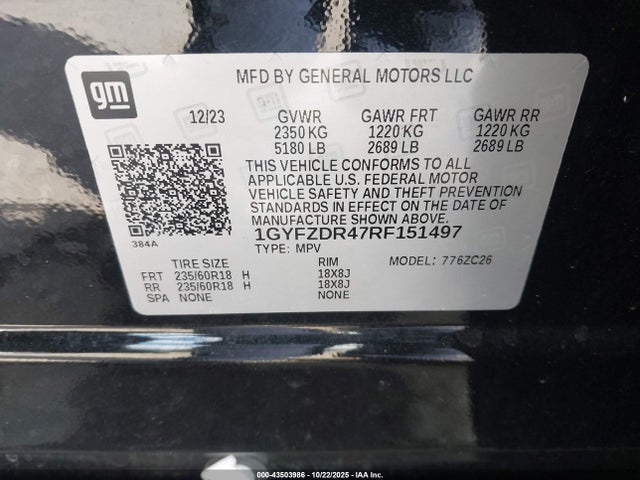 gm
MFD BY GENERAL MOTORS LLC
12/23 GVWR GAWR FRT GAWR RR
2350 KG 1220 KG 1220 KG
5180 LB 2689 LB 2689 LB
THIS VEHICLE CONFORMS TO ALL
APPLICABLE U.S. FEDERAL MOTOR
VEHICLE SAFETY AND THEFT PREVENTION
STANDARDS IN EFFECT ON THE DATE OF
MANUFACTURE SHOWN ABOVE.
1GYFZDR47RF151497
384A
TYPE: MPV MODEL: 776ZC26
TIRE SIZE RIM
FRT 235/60R18 H 18X8J
RR 235/60R18 H 18X8J
SPA NONE NONE
000-43503986 - 10/22/2025 - IAA Inc.